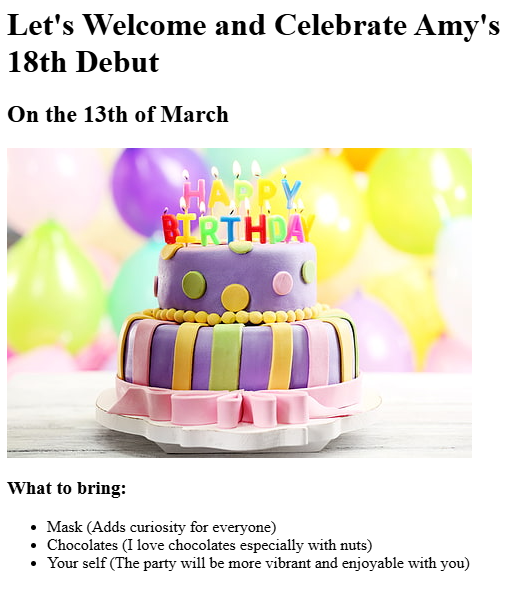 Let's Welcome and Celebrate Amy's
18th Debut
On the 13th of March
HAPPY
BIRTHDAY
What to bring:
Mask (Adds curiosity for everyone)
Chocolates (I love chocolates especially with nuts)
Your self (The party will be more vibrant and enjoyable with you)